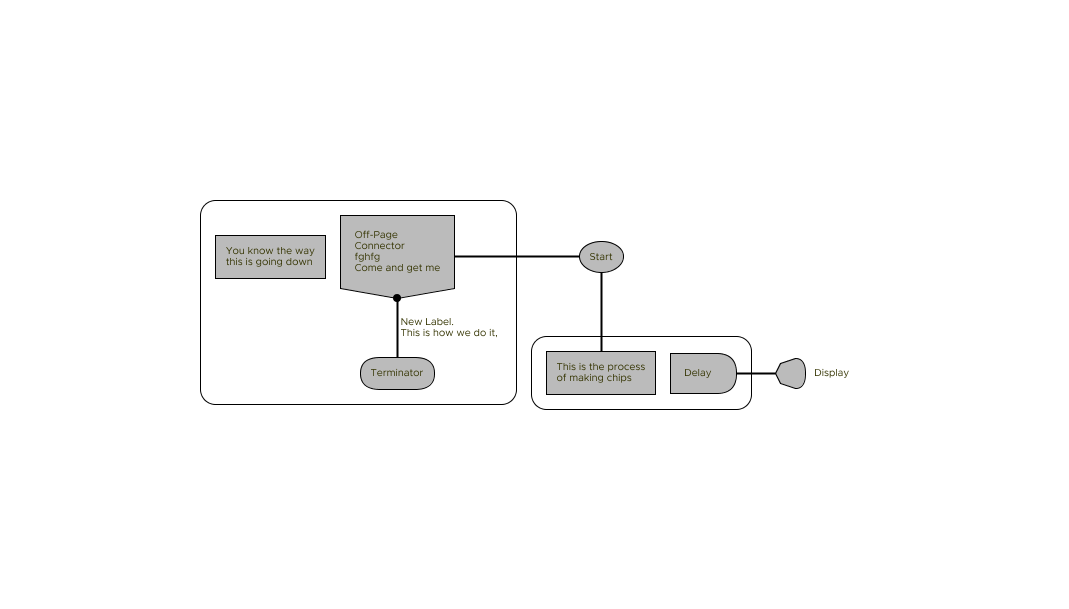 You know the way
this is going down
Off-Page
Connector
fghfg
Come and get me
Start
New Label.
This is how we do it,
Terminator
This is the process
of making chips
Delay
Display